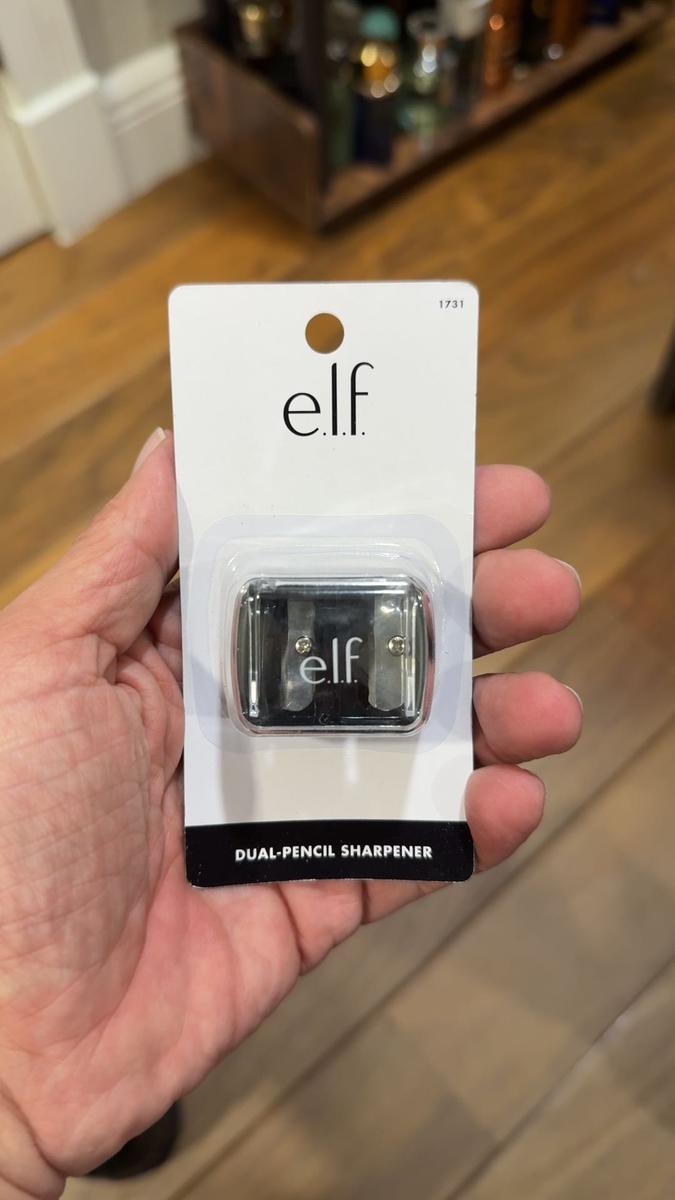 1731
e.l.f.
e.l.f.
DUAL-PENCIL SHARPENER